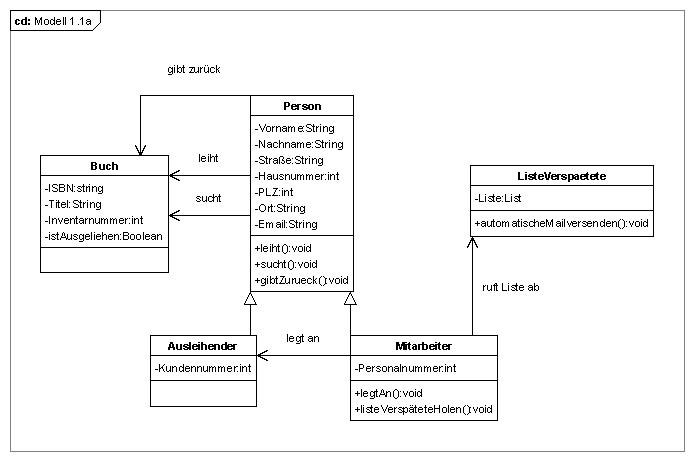 cd: Modell 1.1a
gibt zurück
Person
-Vorname:String
-Nachname:String
-Straße:String
-Hausnummer:int
-PLZ:int
-Ort:String
-Email:String
+leiht():void
+sucht():void
+gibtZurueck():void
leiht
sucht
Buch
-ISBN:string
-Titel:String
-Inventarnummer:int
-istAusgeliehen:Boolean
ListeVerspaetete
-Liste:List
+automatischeMailversenden():void
ruft Liste ab
legt an
Ausleihender
-Kundennummer:int
Mitarbeiter
-Personalnummer:int
+legtAn():void
+listeVerspäteteHolen():void